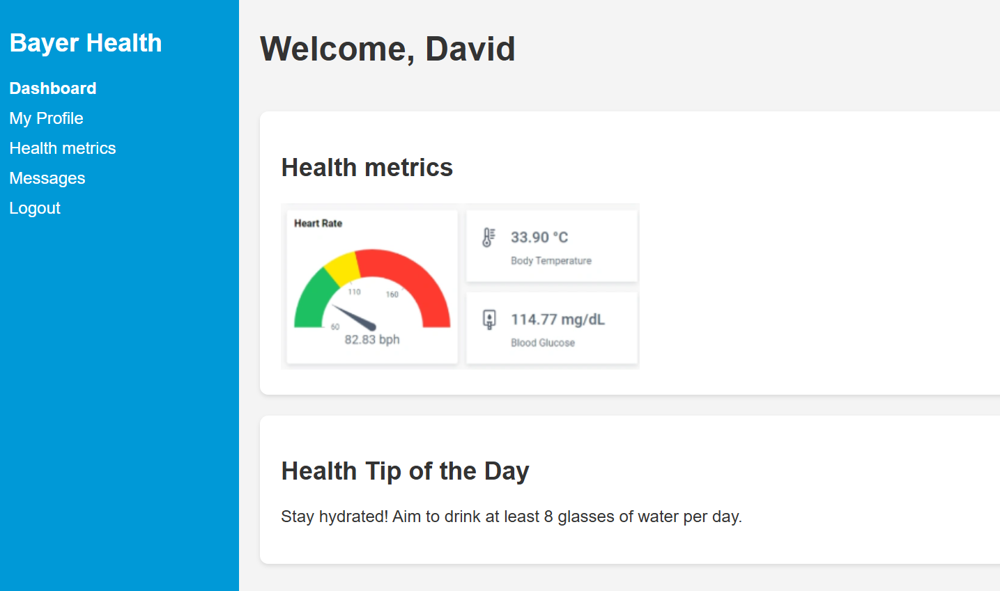 Bayer Health
Dashboard
My Profile
Health metrics
Messages
Logout
Welcome, David
Health metrics
Heart Rate
110
160
60
82.83 bph
33.90 °C
Body Temperature
114.77 mg/dL
Blood Glucose
Health Tip of the Day
Stay hydrated! Aim to drink at least 8 glasses of water per day.